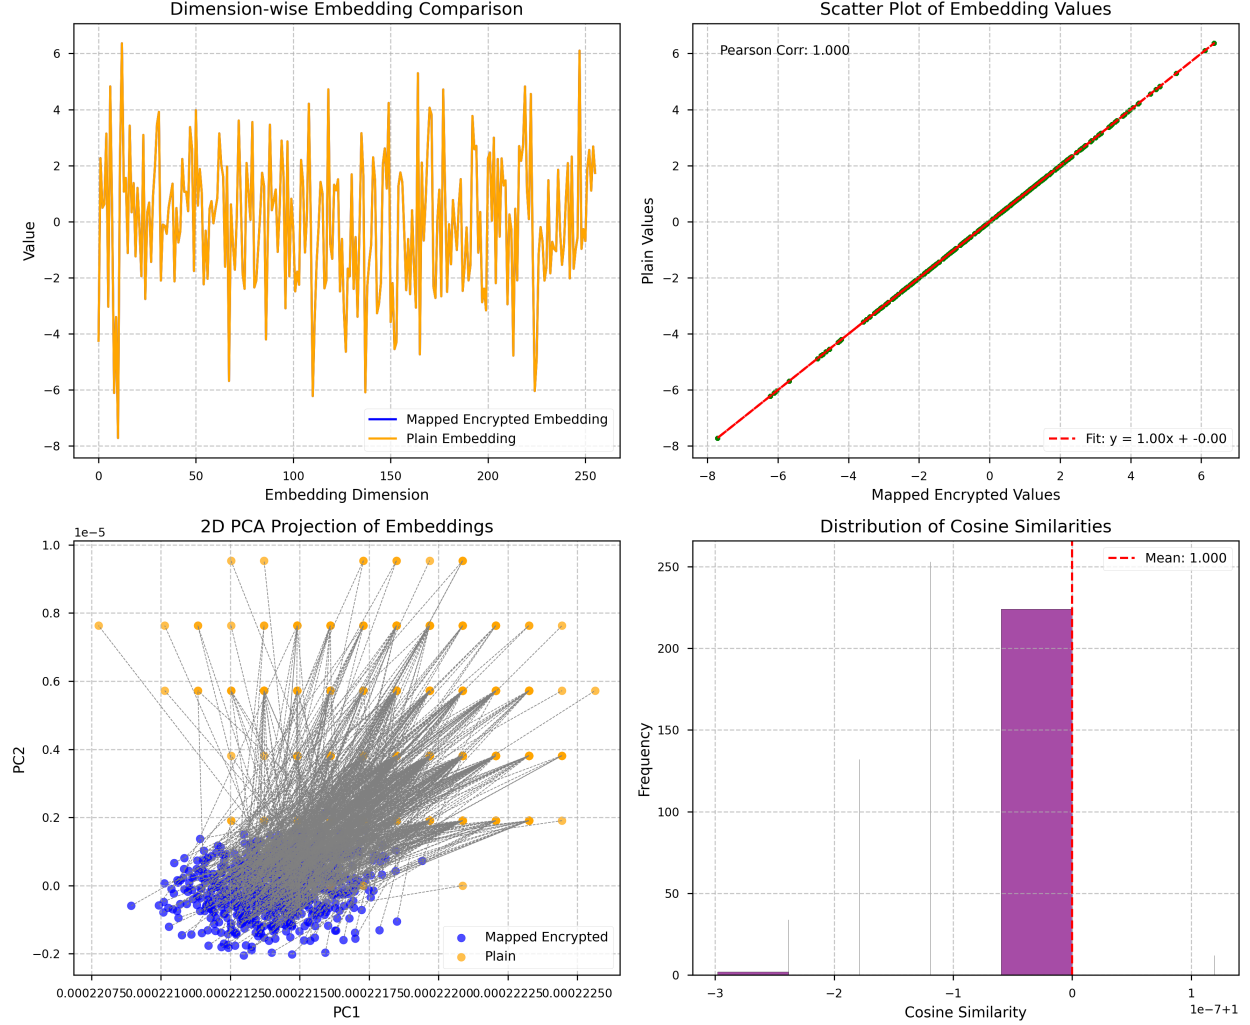 Dimension-wise Embedding Comparison
6
4
2
0
−2
−4
−6
−8
Value
0
50
100
150
200
250
Embedding Dimension
Mapped Encrypted Embedding
Plain Embedding
Scatter Plot of Embedding Values
Pearson Corr: 1.000
6
4
2
0
−2
−4
−6
−8
Plain Values
−8
−6
−4
−2
0
2
4
6
Mapped Encrypted Values
Fit: y = 1.00x + -0.00
2D PCA Projection of Embeddings
1e−5
1.0
0.8
0.6
0.4
0.2
0.0
−0.2
PC2
0.000220750
0.000221000
0.000221250
0.000221500
0.000221750
0.000222000
0.000222250
PC1
Mapped Encrypted
Plain
Distribution of Cosine Similarities
Mean: 1.000
250
200
150
100
50
0
Frequency
−3
−2
−1
0
1
1e−7+1
Cosine Similarity